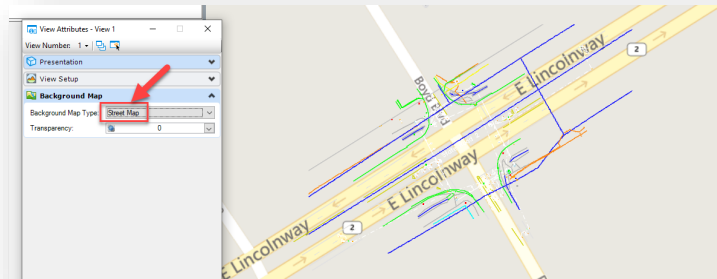 View Attributes - View 1
View Number: 1
Presentation
View Setup
Background Map
Background Map Type: Street Map
Transparency: 0
Boyd Blvd
E Lincolnway
2
E Lincolnway
2
E Lincolnway